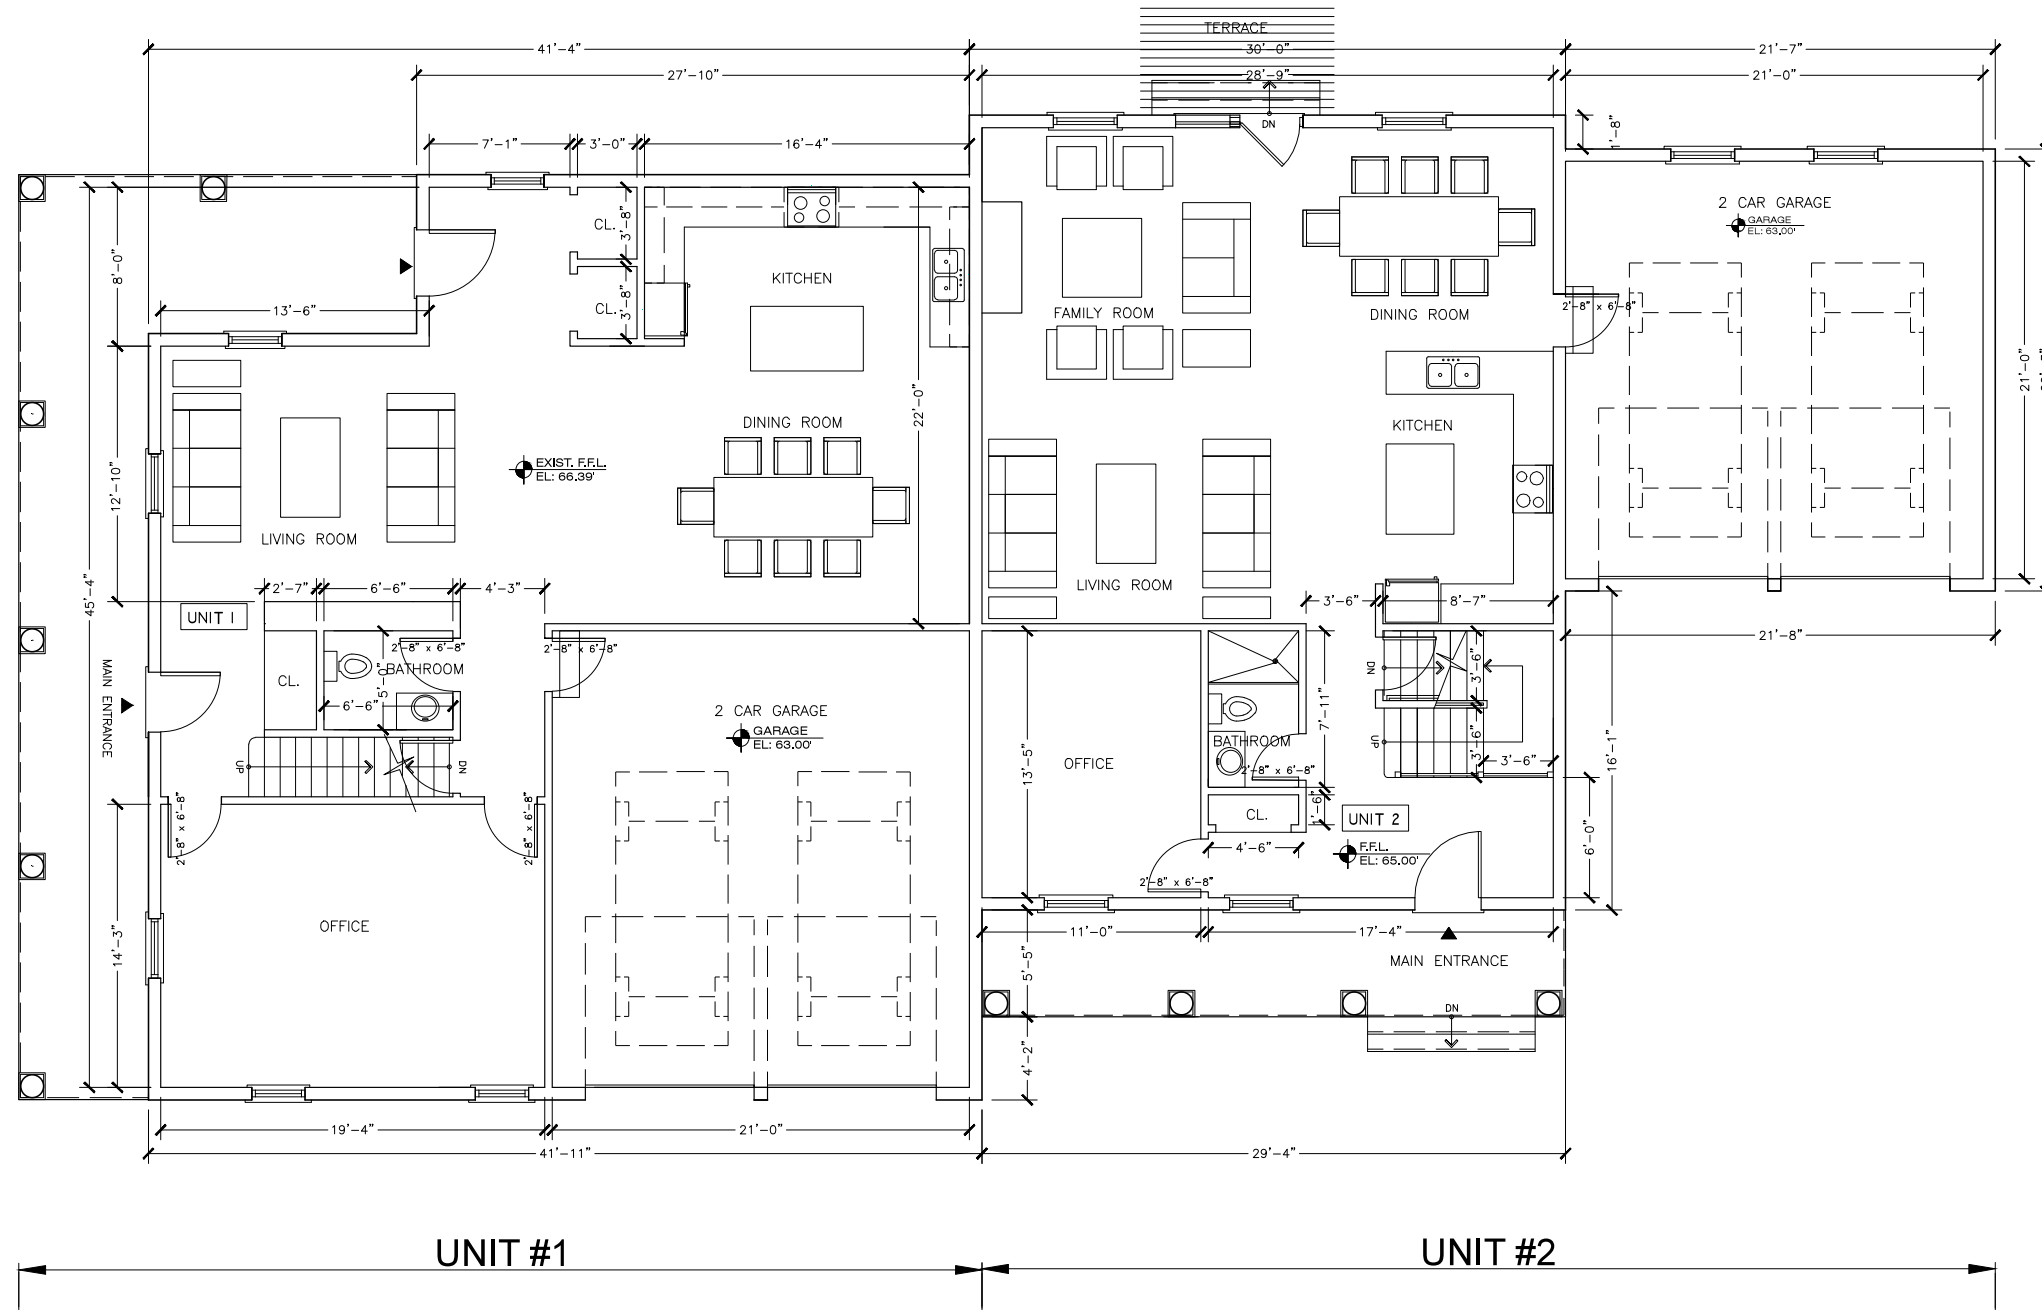 TERRACE
41'-4"
30'-0"
21'-7"
27'-10"
28'-9"
21'-0"
DN
1'-8"
7'-1"
3'-0"
16'-4"
2 CAR GARAGE
GARAGE
EL: 63.00'
CL.
3'-8"
8'-0"
KITCHEN
CL.
3'-8"
13'-6"
FAMILY ROOM
DINING ROOM
2'-8" x 6'-8"
21'-0"
22'-0"
DINING ROOM
KITCHEN
EXIST. F.F.L.
EL: 66.39'
12'-10"
LIVING ROOM
45'-4"
LIVING ROOM
2'-7"
6'-6"
4'-3"
3'-6"
8'-7"
UNIT 1
21'-8"
2'-8" x 6'-8"
2'-8" x 6'-8"
BATHROOM
5'-0"
CL.
6'-6"
MAIN ENTRANCE
DN
3'-6"
7'-11"
2 CAR GARAGE
GARAGE
EL: 63.00'
BATHROOM
UP
3'-6"
3'-6"
16'-1"
UP
DN
13'-5"
OFFICE
2'-8" x 6'-8"
CL.
1'-6"
UNIT 2
2'-8" x 6'-8"
2'-8" x 6'-8"
4'-6"
F.F.L.
EL: 65.00'
6'-0"
2'-8" x 6'-8"
OFFICE
14'-3"
11'-0"
17'-4"
5'-5"
MAIN ENTRANCE
DN
4'-2"
19'-4"
21'-0"
41'-11"
29'-4"
UNIT #1
UNIT #2